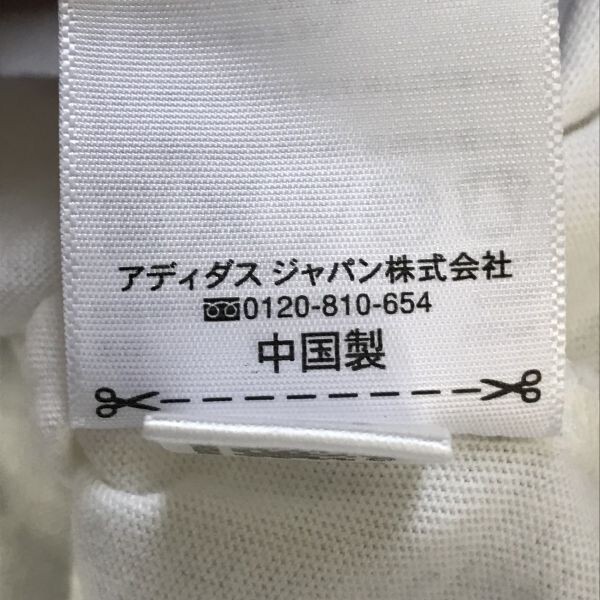 アディダス ジャパン株式会社
0120-810-654
中国製